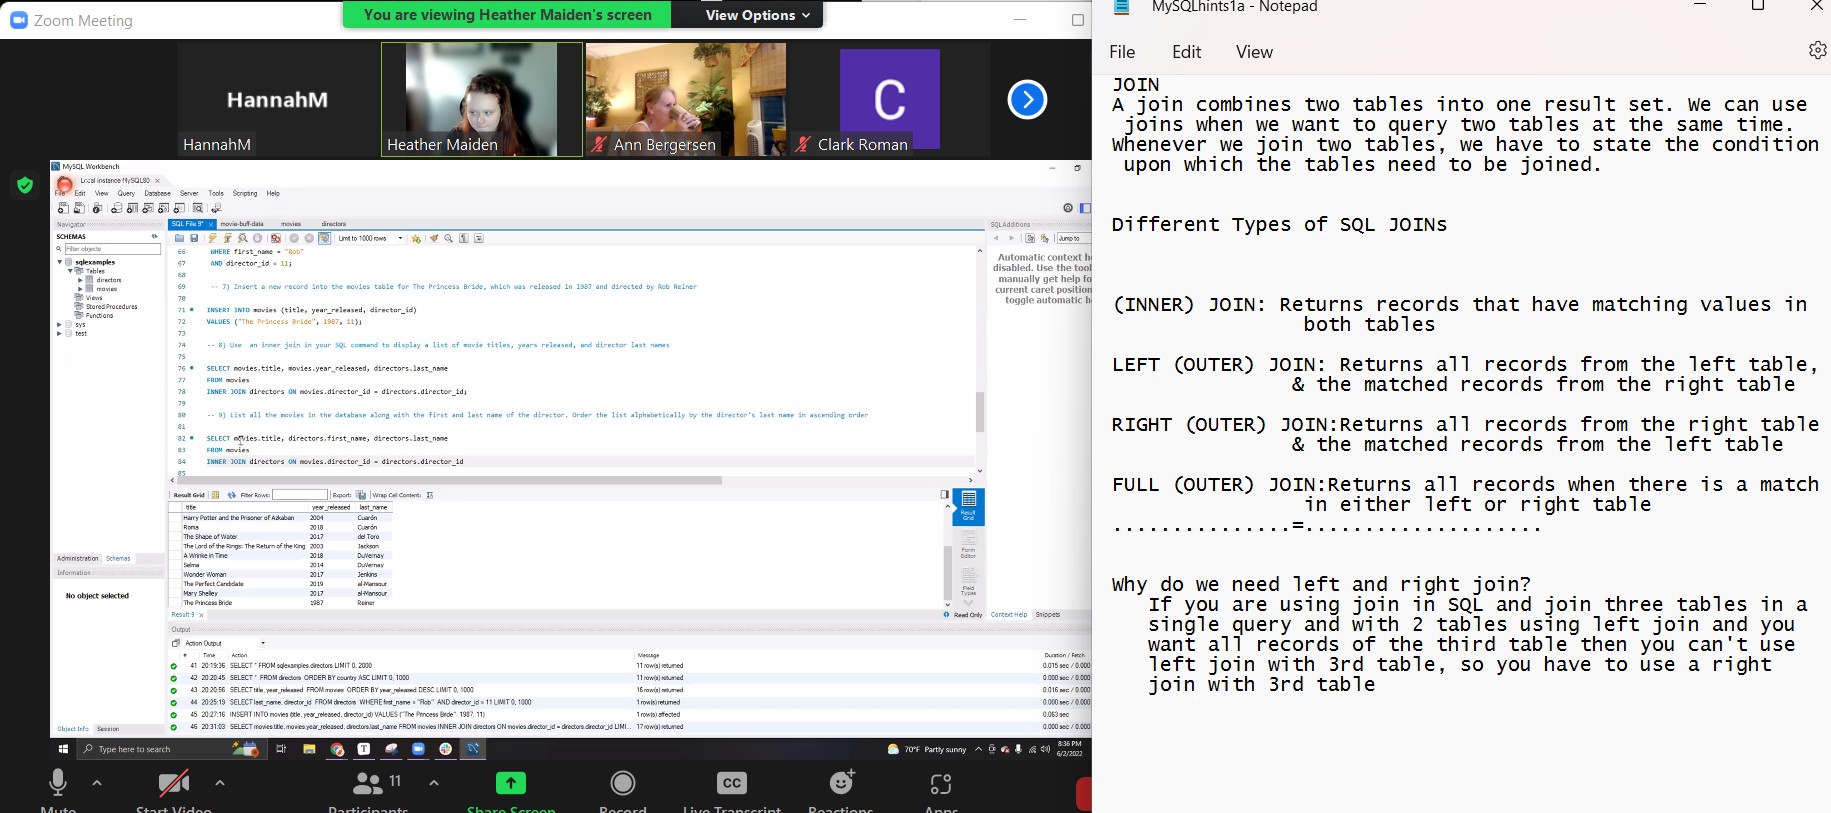 Zoom Meeting
You are viewing Heather Maiden's screen
View Options
HannahM
HannahM
Heather Maiden
Ann Bergersen
C
Clark Roman
MySQL Workbench
Local instance MySQL80
File Edit View Query Database Server Tools Scripting Help
Navigator
SCHEMAS
Filter objects
sqlexamples
Tables
directors
movies
Views
Stored Procedures
Functions
sys
test
Administration Schemas
Information
No object selected
Object Info Session
SQL File 9* movie-buff-data movies directors
Limit to 1000 rows
66 WHERE first_name = "Rob"
67 AND director_id = 11;
68
69 -- 7) Insert a new record into the movies table for The Princess Bride, which was released in 1987 and directed by Rob Reiner
70
71 INSERT INTO movies (title, year_released, director_id)
72 VALUES ("The Princess Bride", 1987, 11);
73
74 -- 8) Use an inner join in your SQL command to display a list of movie titles, years released, and director last names
75
76 SELECT movies.title, movies.year_released, directors.last_name
77 FROM movies
78 INNER JOIN directors ON movies.director_id = directors.director_id;
79
80 -- 9) List all the movies in the database along with the first and last name of the director. Order the list alphabetically by the director's last name in ascending order
81
82 SELECT movies.title, directors.first_name, directors.last_name
83 FROM movies
84 INNER JOIN directors ON movies.director_id = directors.director_id
85
SQLAdditions
Jump to
Automatic context he
disabled. Use the tool
manually get help fo
current caret position
toggle automatic he
Result Grid Filter Rows: Export: Wrap Cell Content:
title year_released last_name
Harry Potter and the Prisoner of Azkaban 2004 Cuarón
Roma 2018 Cuarón
The Shape of Water 2017 del Toro
The Lord of the Rings: The Return of the King 2003 Jackson
A Wrinkle in Time 2018 DuVernay
Selma 2014 DuVernay
Wonder Woman 2017 Jenkins
The Perfect Candidate 2019 al-Mansour
Mary Shelley 2017 al-Mansour
The Princess Bride 1987 Reiner
Result Grid
Form Editor
Field Types
Result 9 Read Only Context Help Snippets
Output
Action Output
# Time Action Message Duration / Fetch
41 20:19:36 SELECT * FROM sqlexamples.directors LIMIT 0, 2000 11 row(s) returned 0.015 sec / 0.000
42 20:20:45 SELECT * FROM directors ORDER BY country ASC LIMIT 0, 1000 11 row(s) returned 0.000 sec / 0.000
43 20:20:56 SELECT title, year_released FROM movies ORDER BY year_released DESC LIMIT 0, 1000 16 row(s) returned 0.016 sec / 0.000
44 20:25:19 SELECT last_name, director_id FROM directors WHERE first_name = "Rob" AND director_id = 11 LIMIT 0, 1000 1 row(s) returned 0.000 sec / 0.000
45 20:27:16 INSERT INTO movies (title, year_released, director_id) VALUES ("The Princess Bride", 1987, 11) 1 row(s) affected 0.063 sec
46 20:31:03 SELECT movies.title, movies.year_released, directors.last_name FROM movies INNER JOIN directors ON movies.director_id = directors.director_id LIMI... 17 row(s) returned 0.000 sec / 0.000
Type here to search
70°F Partly sunny
8:36 PM
6/2/2022
11
CC
Mute Start Video Participants Share Screen Record Live Transcript Reactions Apps
MySQLhints1a - Notepad
File Edit View
JOIN
A join combines two tables into one result set. We can use
joins when we want to query two tables at the same time.
Whenever we join two tables, we have to state the condition
upon which the tables need to be joined.
Different Types of SQL JOINs
(INNER) JOIN: Returns records that have matching values in
both tables
LEFT (OUTER) JOIN: Returns all records from the left table,
& the matched records from the right table
RIGHT (OUTER) JOIN:Returns all records from the right table
& the matched records from the left table
FULL (OUTER) JOIN:Returns all records when there is a match
in either left or right table
...............=....................
Why do we need left and right join?
If you are using join in SQL and join three tables in a
single query and with 2 tables using left join and you
want all records of the third table then you can't use
left join with 3rd table, so you have to use a right
join with 3rd table